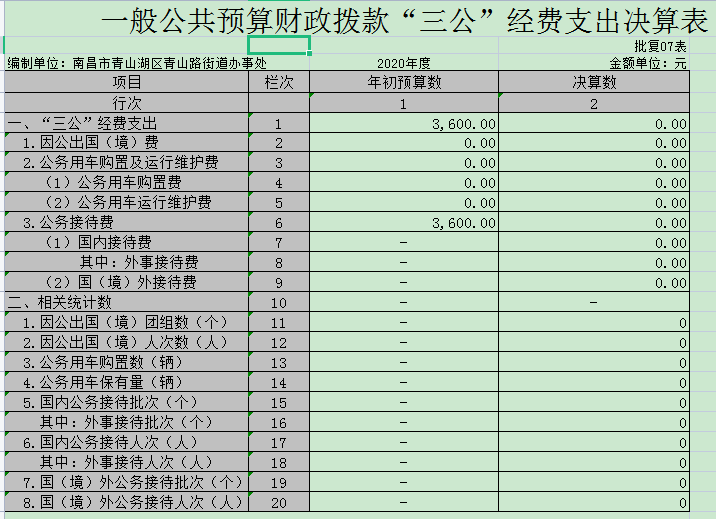 一般公共预算财政拨款“三公”经费支出决算表
批复07表
编制单位：南昌市青山湖区青山路街道办事处 2020年度 金额单位：元
项目 栏次 年初预算数 决算数
行次 1 2
一、“三公”经费支出 1 3,600.00 0.00
1.因公出国（境）费 2 0.00 0.00
2.公务用车购置及运行维护费 3 0.00 0.00
（1）公务用车购置费 4 0.00 0.00
（2）公务用车运行维护费 5 0.00 0.00
3.公务接待费 6 3,600.00 0.00
（1）国内接待费 7 － 0.00
其中：外事接待费 8 － 0.00
（2）国（境）外接待费 9 － 0.00
二、相关统计数 10 － －
1.因公出国（境）团组数（个） 11 － 0
2.因公出国（境）人次数（人） 12 － 0
3.公务用车购置数（辆） 13 － 0
4.公务用车保有量（辆） 14 － 0
5.国内公务接待批次（个） 15 － 0
其中：外事接待批次（个） 16 － 0
6.国内公务接待人次（人） 17 － 0
其中：外事接待人次（人） 18 － 0
7.国（境）外公务接待批次（个） 19 － 0
8.国（境）外公务接待人次（人） 20 － 0